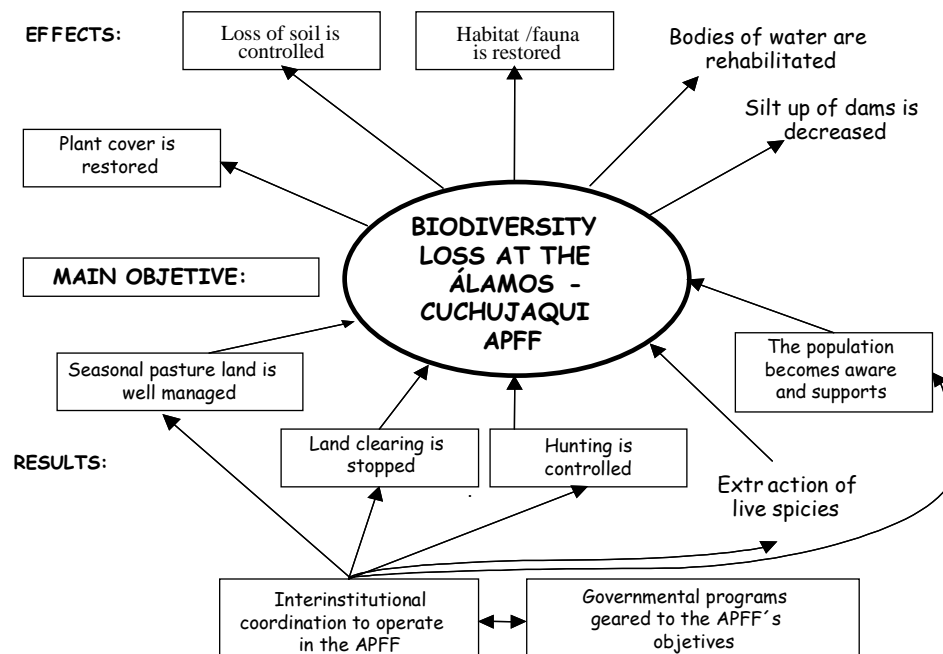 EFFECTS:
Loss of soil is
controlled
Habitat /fauna
is restored
Bodies of water are
rehabilitated
Silt up of dams is
decreased
Plant cover is
restored
BIODIVERSITY
LOSS AT THE
ÁLAMOS -
CUCHUJAQUI
APFF
MAIN OBJETIVE:
Seasonal pasture land is
well managed
The population
becomes aware
and supports
Land clearing is
stopped
Hunting is
controlled
RESULTS:
Extr action of
live spicies
Interinstitutional
coordination to operate
in the APFF
Governmental programs
geared to the APFF´s
objetives